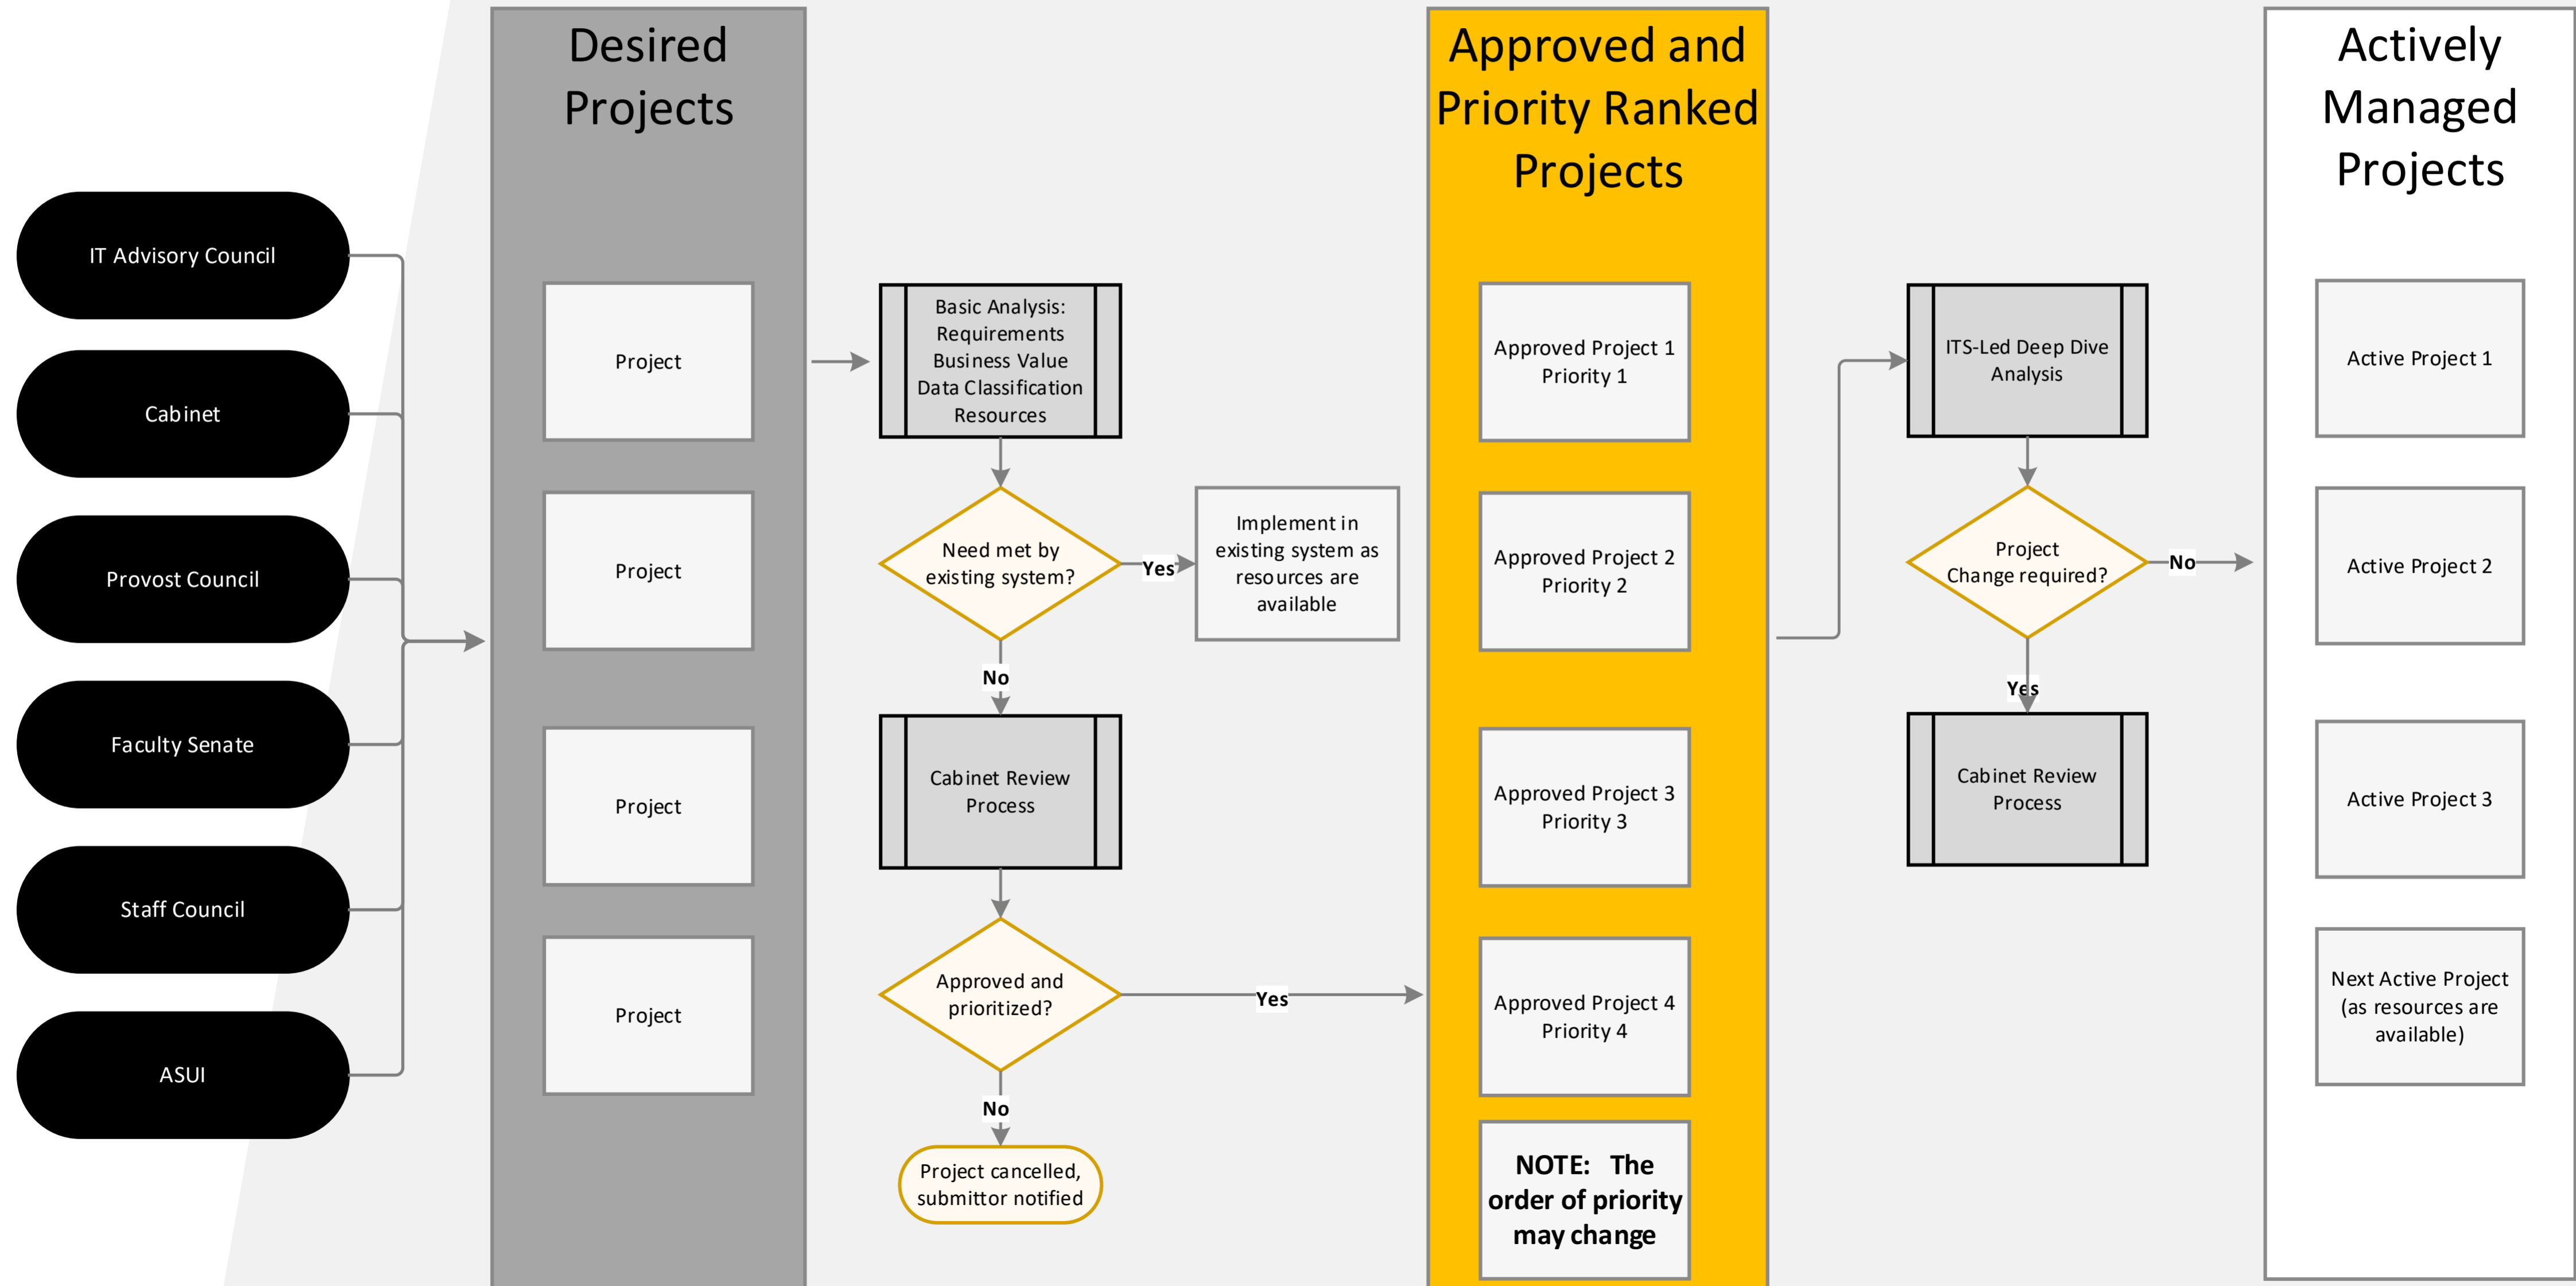 Desired
Projects
Approved and
Priority Ranked
Projects
Actively
Managed
Projects
IT Advisory Council
Cabinet
Provost Council
Faculty Senate
Staff Council
ASUI
Project
Project
Project
Project
Basic Analysis:
Requirements
Business Value
Data Classification
Resources
Need met by
existing system?
Yes
Implement in
existing system as
resources are
available
No
Cabinet Review
Process
Approved and
prioritized?
Yes
No
Project cancelled,
submittor notified
Approved Project 1
Priority 1
Approved Project 2
Priority 2
Approved Project 3
Priority 3
Approved Project 4
Priority 4
NOTE: The
order of priority
may change
ITS-Led Deep Dive
Analysis
Project
Change required?
No
Yes
Cabinet Review
Process
Active Project 1
Active Project 2
Active Project 3
Next Active Project
(as resources are
available)